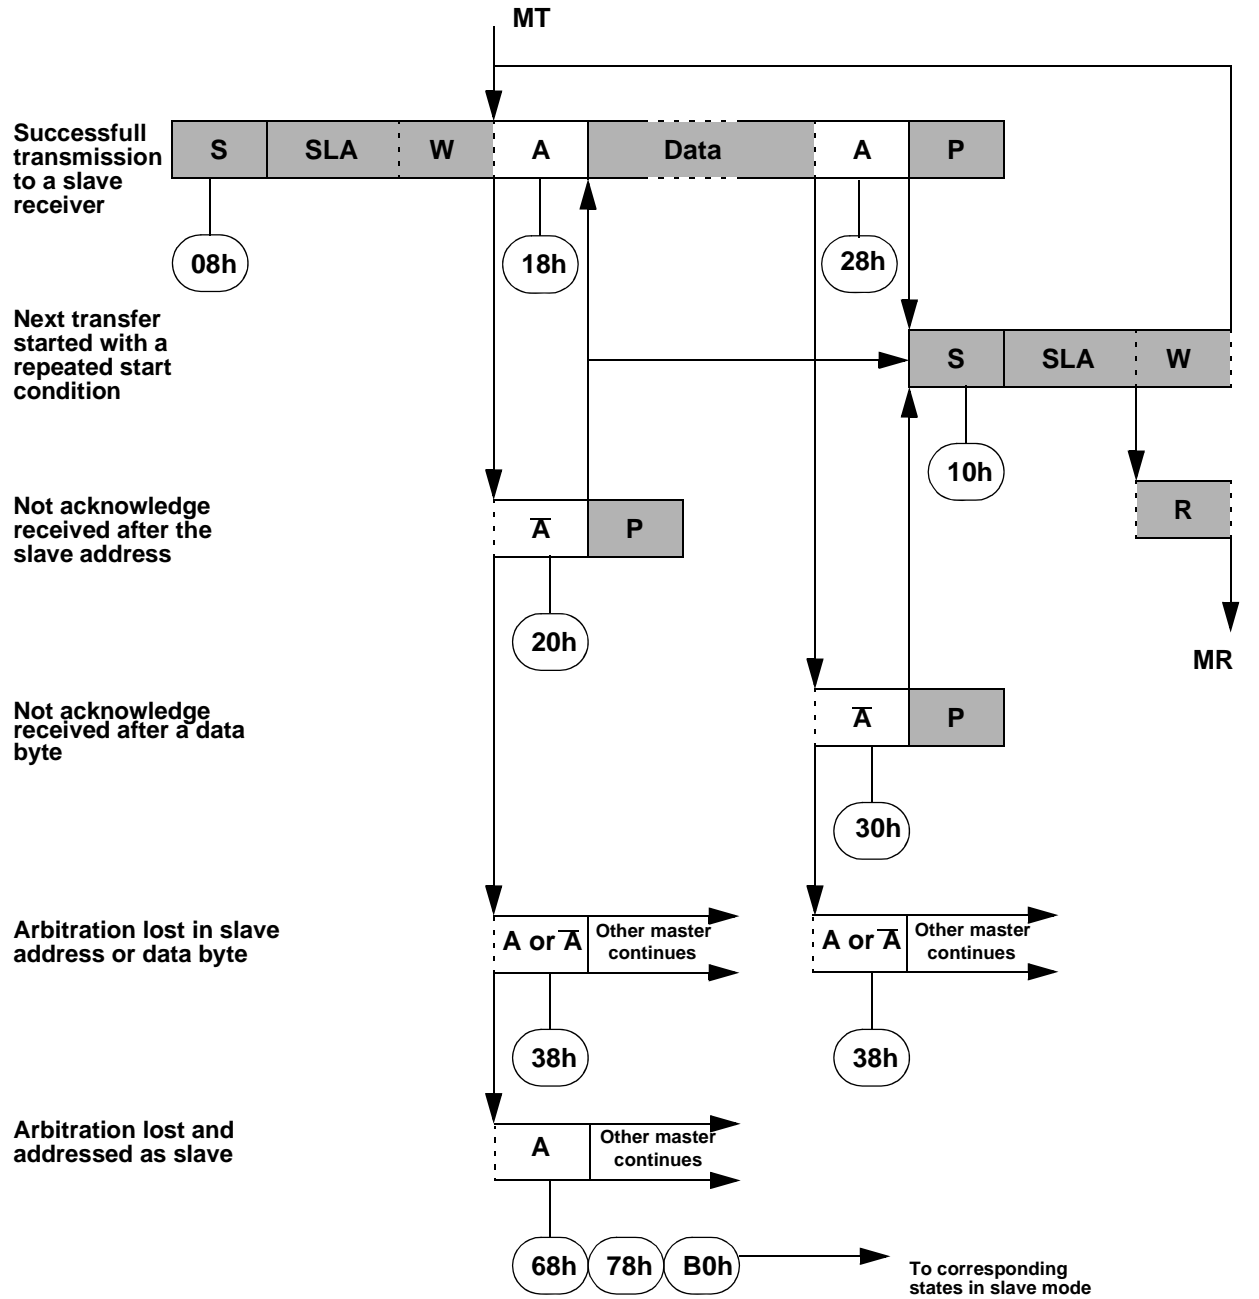 MT
Successfull
transmission
to a slave
receiver
S SLA W A Data A P
08h 18h 28h
Next transfer
started with a
repeated start
condition
S SLA W
10h
Not acknowledge
received after the
slave address
A̅ P
R
20h
MR
Not acknowledge
received after a data
byte
A̅ P
30h
Arbitration lost in slave
address or data byte
A or A̅
Other master
continues
A or A̅
Other master
continues
38h 38h
Arbitration lost and
addressed as slave
A
Other master
continues
68h 78h B0h
To corresponding
states in slave mode